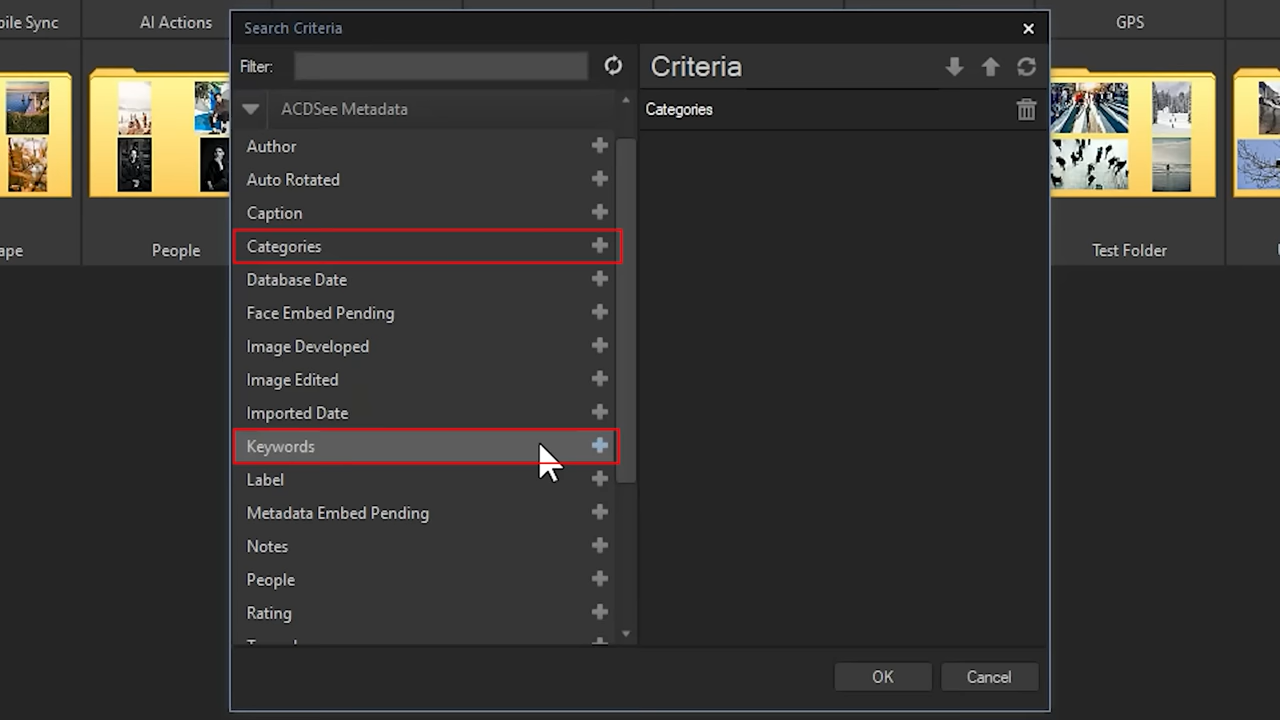 AI Actions
GPS
Search Criteria
Filter:
Criteria
ACDSee Metadata
Categories
Author
Auto Rotated
Caption
Categories
Database Date
Face Embed Pending
Image Developed
Image Edited
Imported Date
Keywords
Label
Metadata Embed Pending
Notes
People
Rating
OK
Cancel
Sync
People
Test Folder